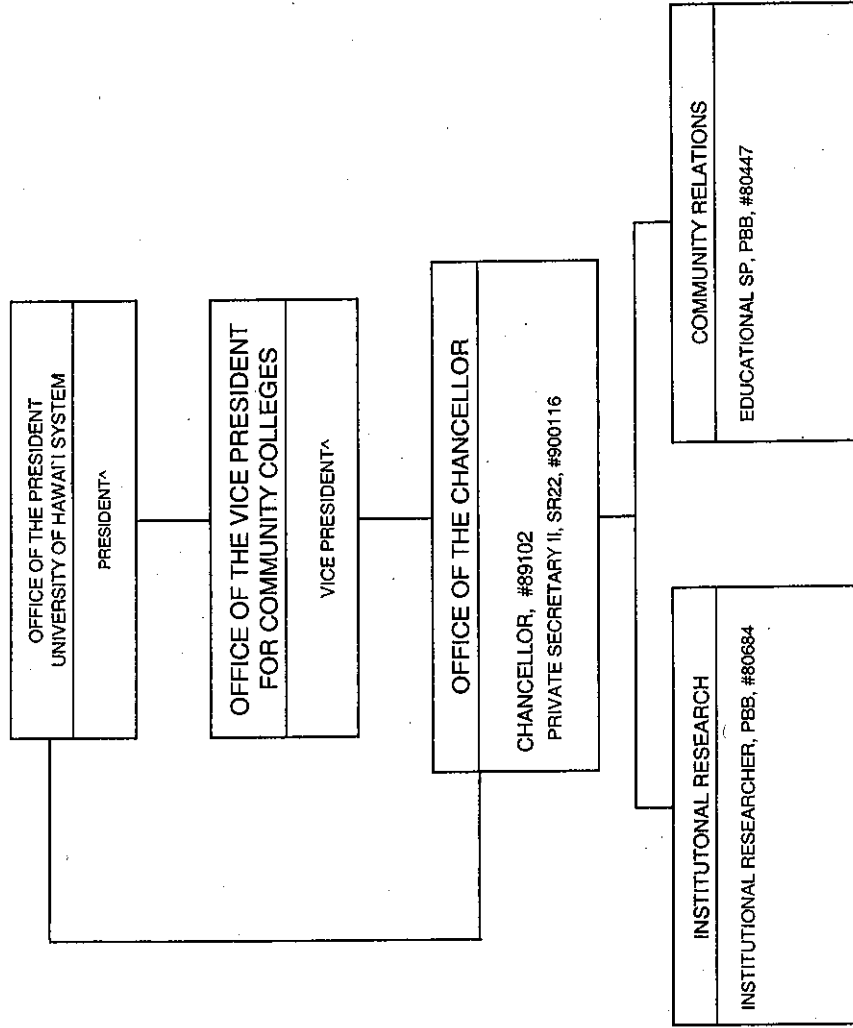 OFFICE OF THE PRESIDENT
UNIVERSITY OF HAWAI'I SYSTEM
PRESIDENT^
OFFICE OF THE VICE PRESIDENT
FOR COMMUNITY COLLEGES
VICE PRESIDENT^
OFFICE OF THE CHANCELLOR
CHANCELLOR, #89102
PRIVATE SECRETARY II, SR22, #900116
INSTITUTONAL RESEARCH
INSTITUTIONAL RESEARCHER, PBB, #80684
COMMUNITY RELATIONS
EDUCATIONAL SP, PBB, #80447